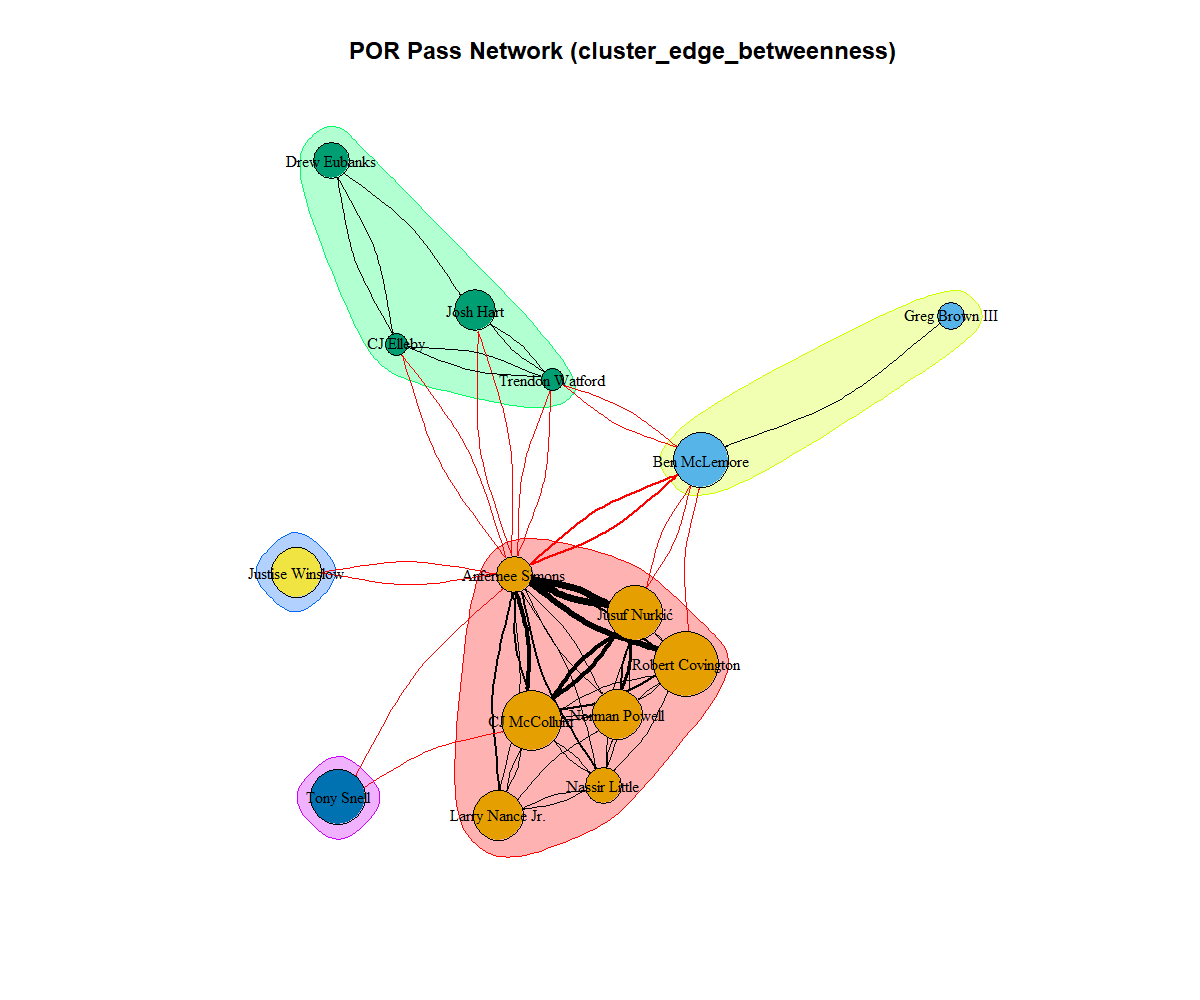 POR Pass Network (cluster_edge_betweenness)
Drew Eubanks
Josh Hart
Greg Brown III
CJ Elleby
Trendon Watford
Ben McLemore
Justise Winslow
Anfernee Simons
Jusuf Nurkić
Robert Covington
CJ McCollum
Norman Powell
Nassir Little
Tony Snell
Larry Nance Jr.